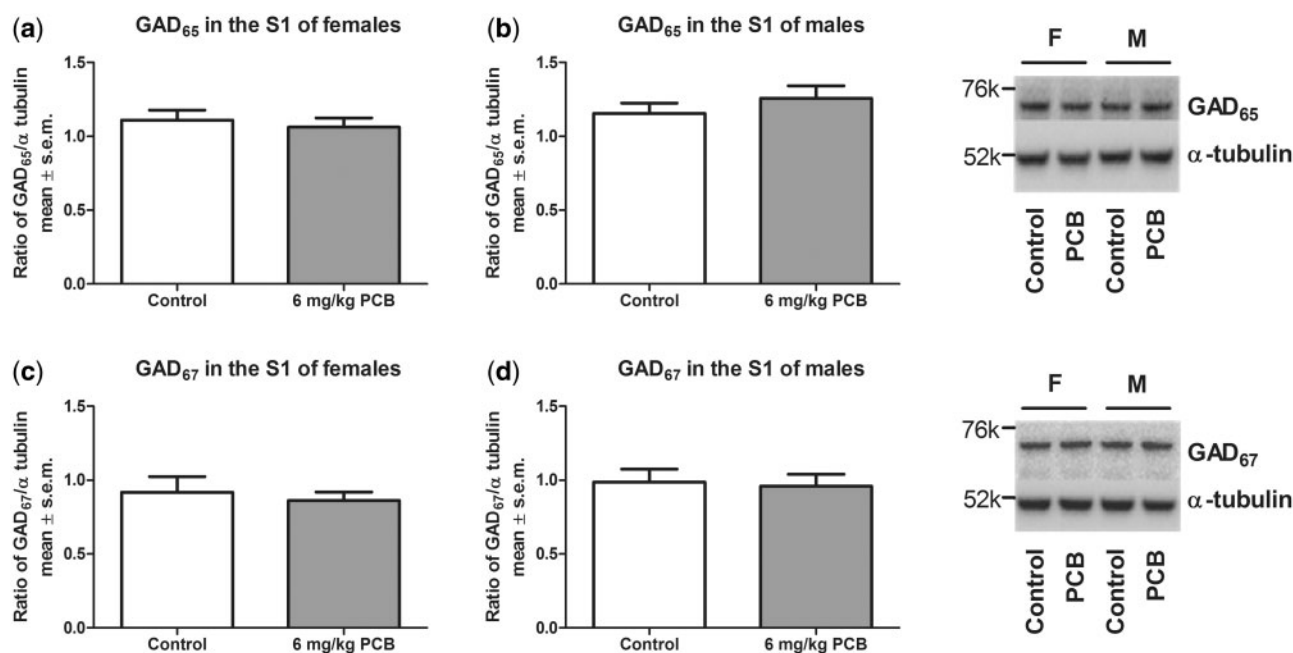 (a)
GAD65 in the S1 of females
Ratio of GAD65/α tubulin
mean ± s.e.m.
1.5
1.0
0.5
0.0
Control
6 mg/kg PCB
(b)
GAD65 in the S1 of males
Ratio of GAD65/α tubulin
mean ± s.e.m.
1.5
1.0
0.5
0.0
Control
6 mg/kg PCB
F M
76k
GAD65
52k
α-tubulin
Control
PCB
Control
PCB
(c)
GAD67 in the S1 of females
Ratio of GAD67/α tubulin
mean ± s.e.m.
1.5
1.0
0.5
0.0
Control
6 mg/kg PCB
(d)
GAD67 in the S1 of males
Ratio of GAD67/α tubulin
mean ± s.e.m.
1.5
1.0
0.5
0.0
Control
6 mg/kg PCB
F M
76k
GAD67
52k
α-tubulin
Control
PCB
Control
PCB